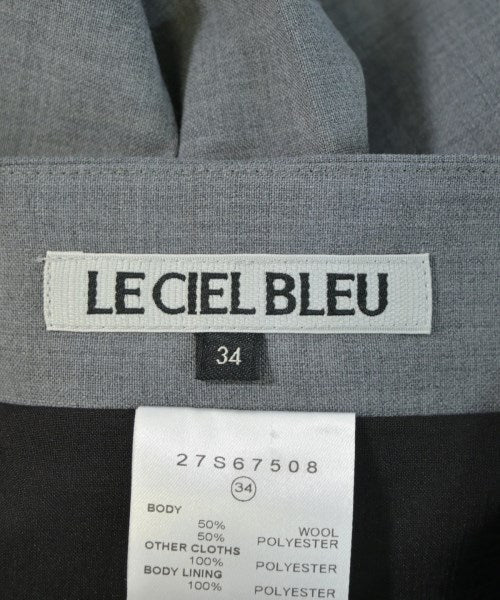 LE CIEL BLEU
34
27S67508
34
BODY
50% WOOL
50% POLYESTER
OTHER CLOTHS
100% POLYESTER
BODY LINING
100% POLYESTER